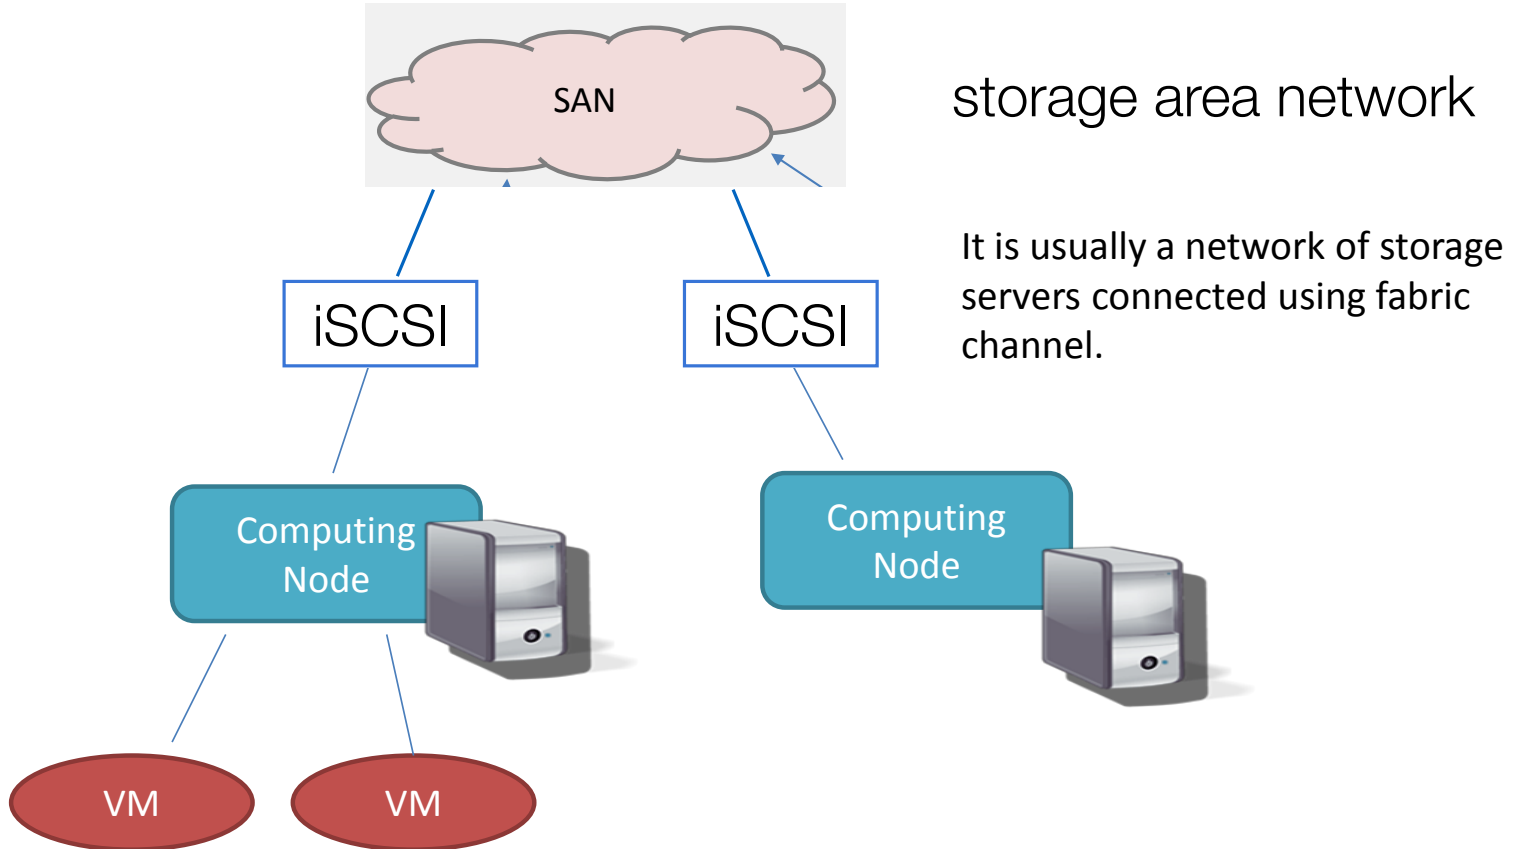 SAN
storage area network
It is usually a network of storage
servers connected using fabric
channel.
iSCSI
iSCSI
Computing
Node
Computing
Node
VM
VM